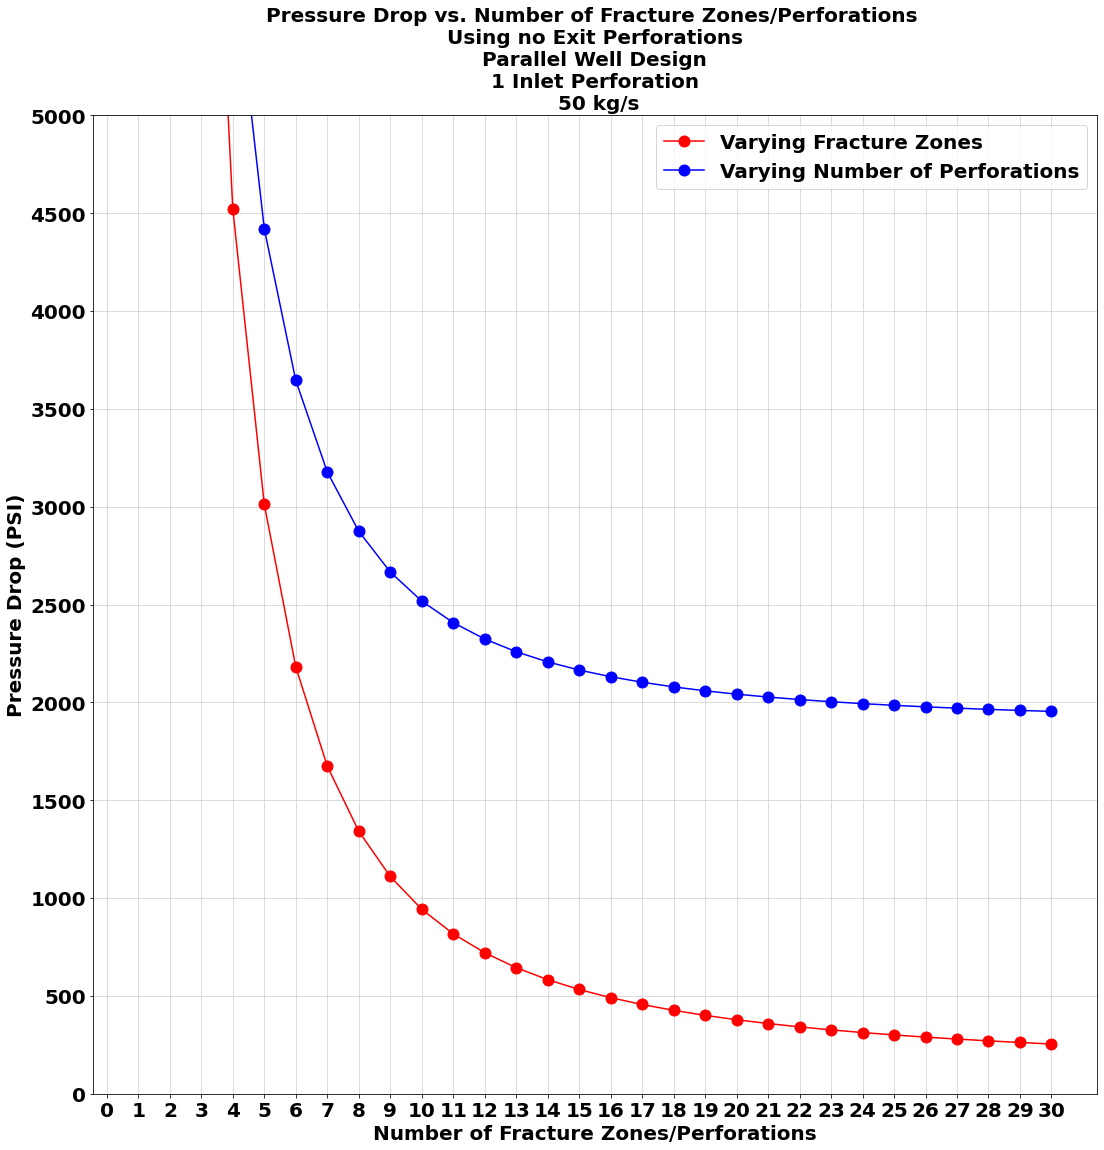 Pressure Drop vs. Number of Fracture Zones/Perforations
Using no Exit Perforations
Parallel Well Design
1 Inlet Perforation
50 kg/s
Varying Fracture Zones
Varying Number of Perforations
Pressure Drop (PSI)
5000
4500
4000
3500
3000
2500
2000
1500
1000
500
0
0 1 2 3 4 5 6 7 8 9 10 11 12 13 14 15 16 17 18 19 20 21 22 23 24 25 26 27 28 29 30
Number of Fracture Zones/Perforations